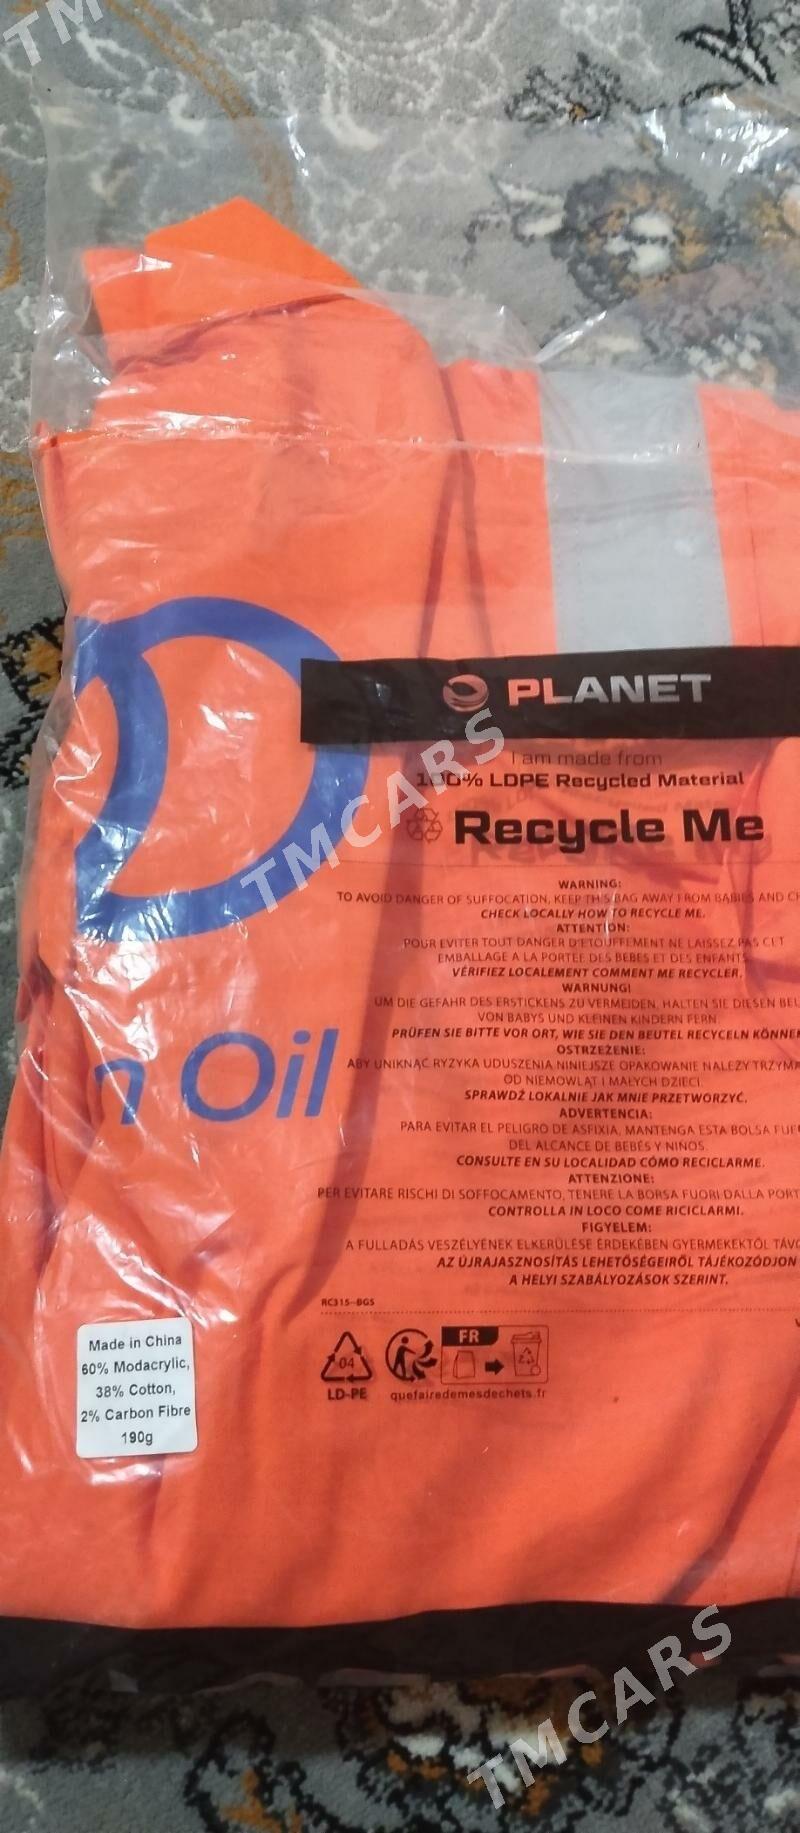 TM
TMCARS
PLANET
I am made from
100% LDPE Recycled Material
Recycle Me
WARNING:
TO AVOID DANGER OF SUFFOCATION, KEEP THIS BAG AWAY FROM BABIES AND
CHECK LOCALLY HOW TO RECYCLE ME.
ATTENTION:
POUR EVITER TOUT DANGER D'ETOUFFEMENT NE LAISSEZ PAS CET
EMBALLAGE A LA PORTEE DES BEBES ET DES ENFANTS
VÉRIFIEZ LOCALEMENT COMMENT ME RECYCLER.
WARNUNG!
UM DIE GEFAHR DES ERSTICKENS ZU VERMEIDEN, HALTEN SIE DIESEN
VON BABYS UND KLEINEN KINDERN FERN.
PRÜFEN SIE BITTE VOR ORT, WIE SIE DEN BEUTEL RECYCELN KÖNNEN
OSTRZEŻENIE:
ABY UNIKNĄĆ RYZYKA UDUSZENIA NINIEJSZE OPAKOWANIE NALEŻY
OD NIEMOWLĄT I MAŁYCH DZIECI.
SPRAWDŹ LOKALNIE JAK MNIE PRZETWORZYĆ.
ADVERTENCIA:
PARA EVITAR EL PELIGRO DE ASFIXIA, MANTENGA ESTA BOLSA
DEL ALCANCE DE BEBÉS Y NIÑOS.
CONSULTE EN SU LOCALIDAD CÓMO RECICLARME.
ATTENZIONE:
PER EVITARE RISCHI DI SOFFOCAMENTO, TENERE LA BORSA FUORI DALLA
CONTROLLA IN LOCO COME RICICLARMI.
FIGYELEM:
A FULLADÁS VESZÉLYÉNEK ELKERÜLÉSE ÉRDEKÉBEN GYERMEKEKTŐL
AZ ÚJRAJASZNOSÍTÁS LEHETŐSÉGEIRŐL TÁJÉKOZÓDJON
A HELYI SZABÁLYOZÁSOK SZERINT.
RC315-BGS
n Oil
04
LD-PE
FR
quefairedemesdechets.fr
Made in China
60% Modacrylic,
38% Cotton,
2% Carbon Fibre
190g
TMCARS